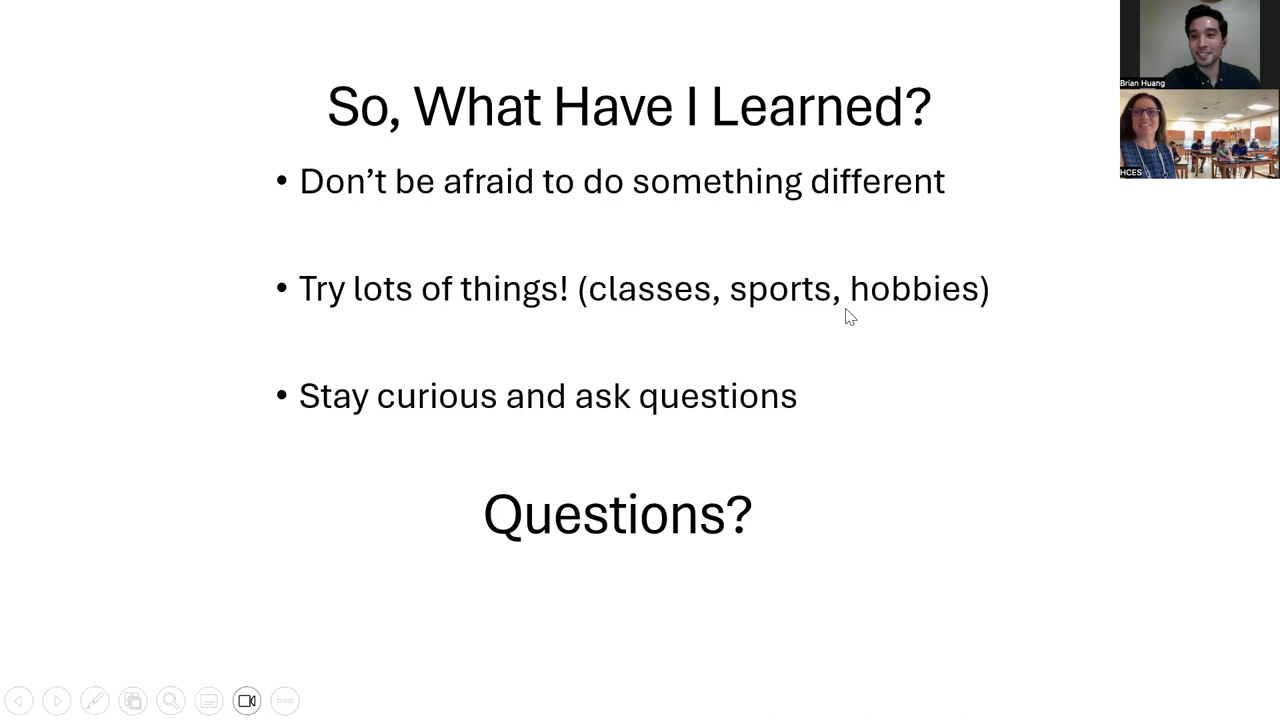 So, What Have I Learned?
• Don’t be afraid to do something different
• Try lots of things! (classes, sports, hobbies)
• Stay curious and ask questions
Questions?
Brian Huang
HCES